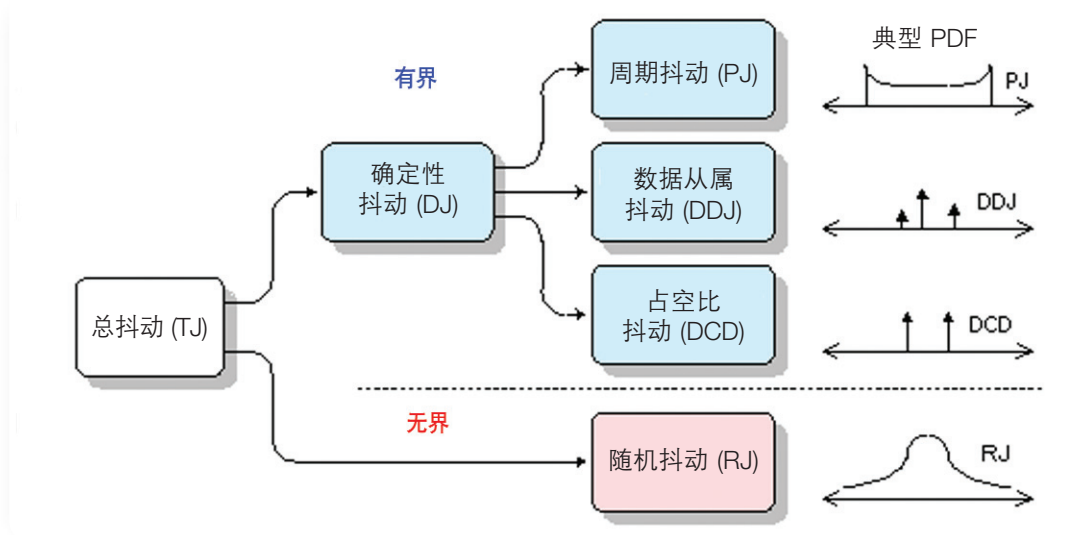 典型 PDF
有界
周期抖动 (PJ)
PJ
确定性
抖动 (DJ)
数据从属
抖动 (DDJ)
DDJ
总抖动 (TJ)
占空比
抖动 (DCD)
DCD
无界
随机抖动 (RJ)
RJ